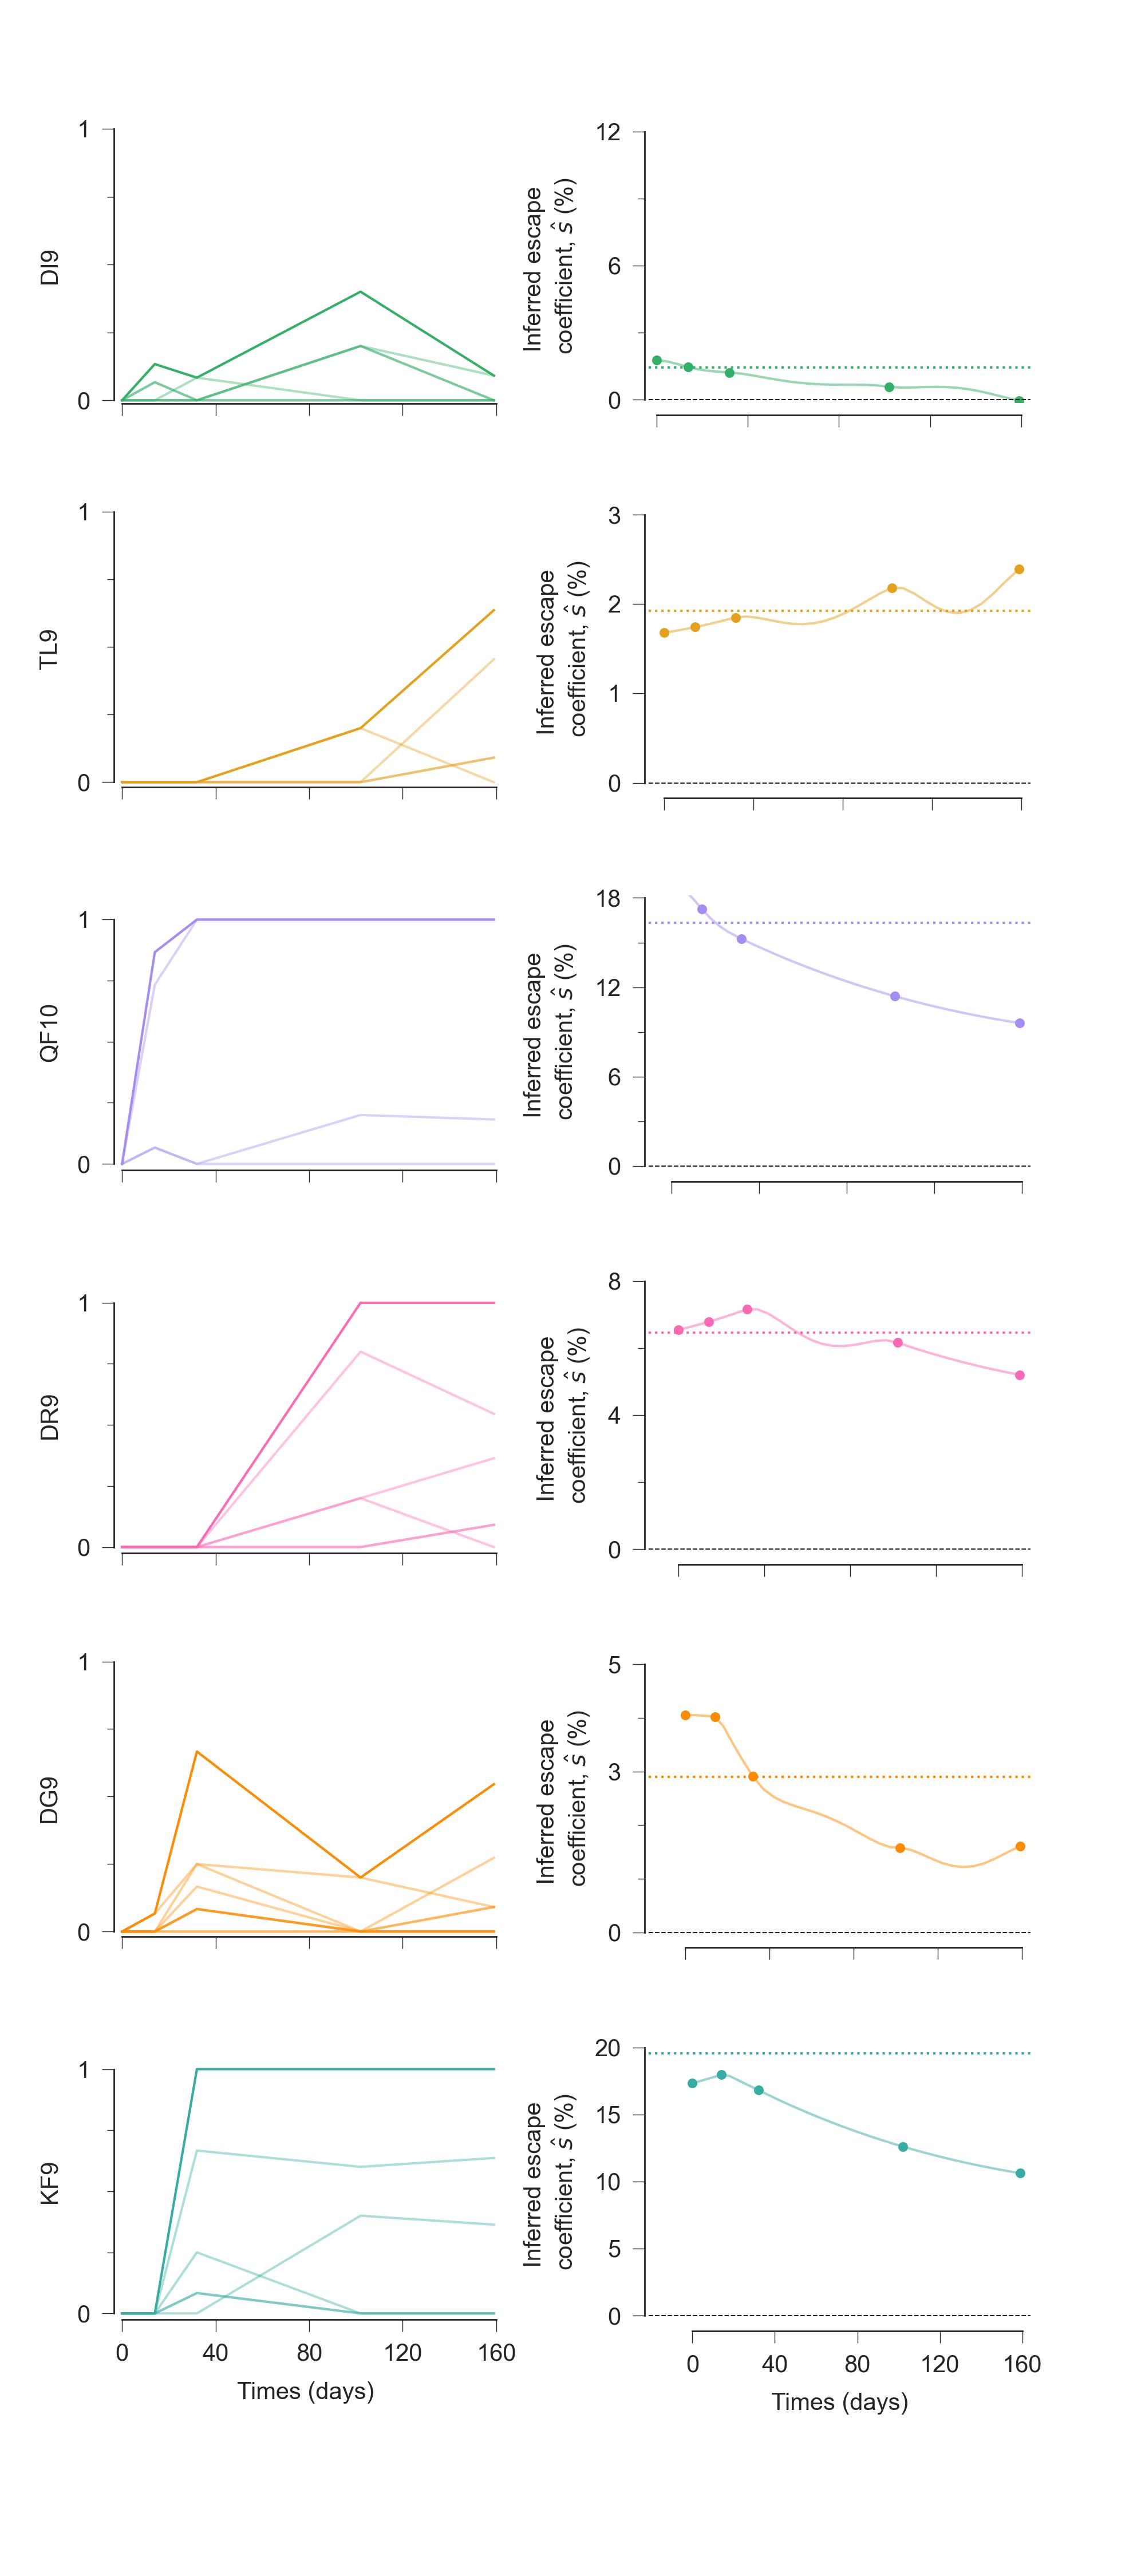 1
0
DI9
12
6
0
Inferred escape
coefficient, ŝ (%)
1
0
TL9
3
2
1
0
Inferred escape
coefficient, ŝ (%)
1
0
QF10
18
12
6
0
Inferred escape
coefficient, ŝ (%)
1
0
DR9
8
4
0
Inferred escape
coefficient, ŝ (%)
1
0
DG9
5
3
0
Inferred escape
coefficient, ŝ (%)
1
0
KF9
20
15
10
5
0
Inferred escape
coefficient, ŝ (%)
0 40 80 120 160
Times (days)
0 40 80 120 160
Times (days)